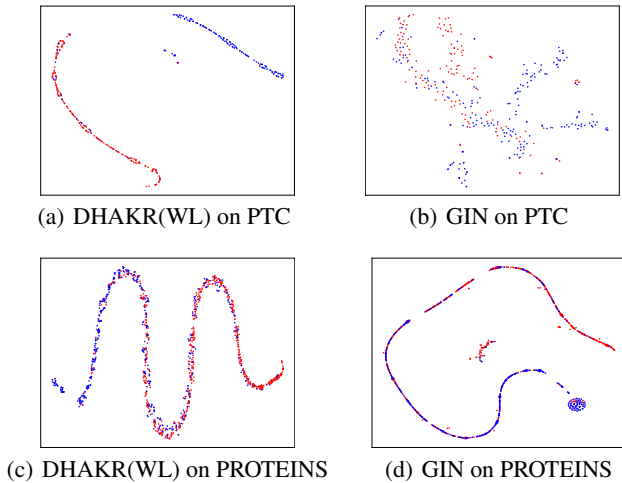 (a) DHAKR(WL) on PTC
(b) GIN on PTC
(c) DHAKR(WL) on PROTEINS
(d) GIN on PROTEINS